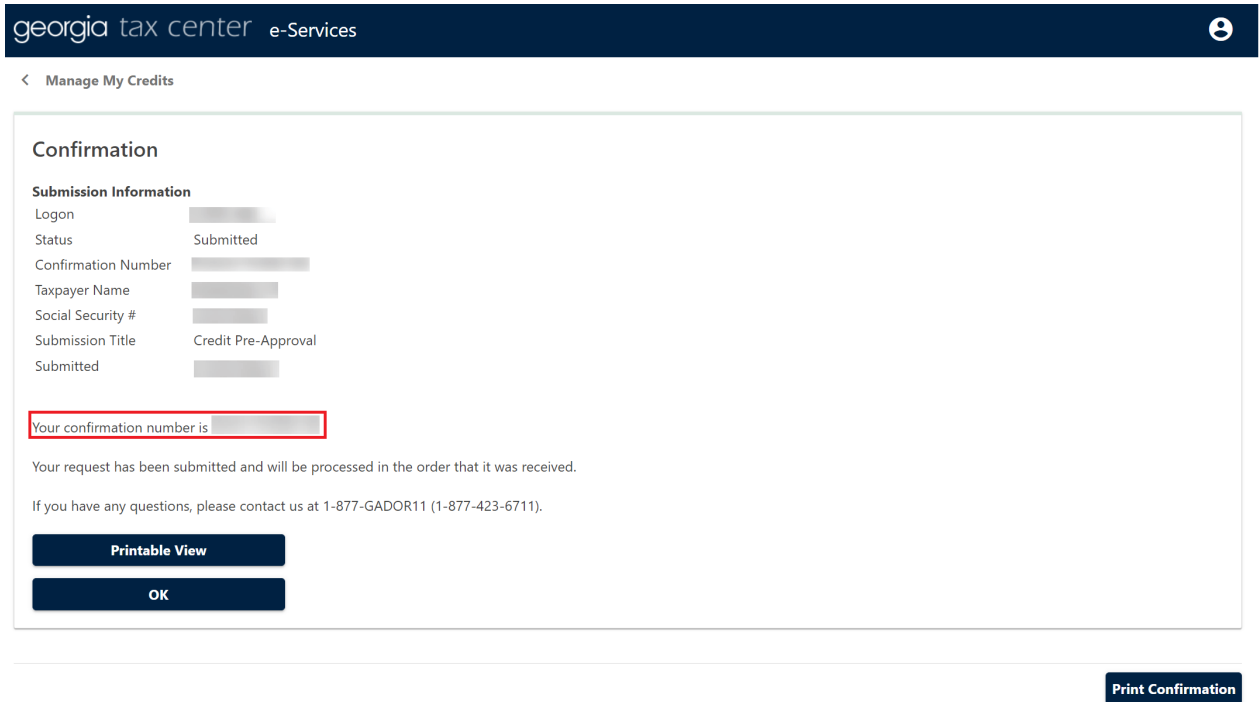 georgia tax center e-Services
Manage My Credits
Confirmation
Submission Information
Logon
Status Submitted
Confirmation Number
Taxpayer Name
Social Security #
Submission Title Credit Pre-Approval
Submitted
Your confirmation number is
Your request has been submitted and will be processed in the order that it was received.
If you have any questions, please contact us at 1-877-GADOR11 (1-877-423-6711).
Printable View
OK
Print Confirmation